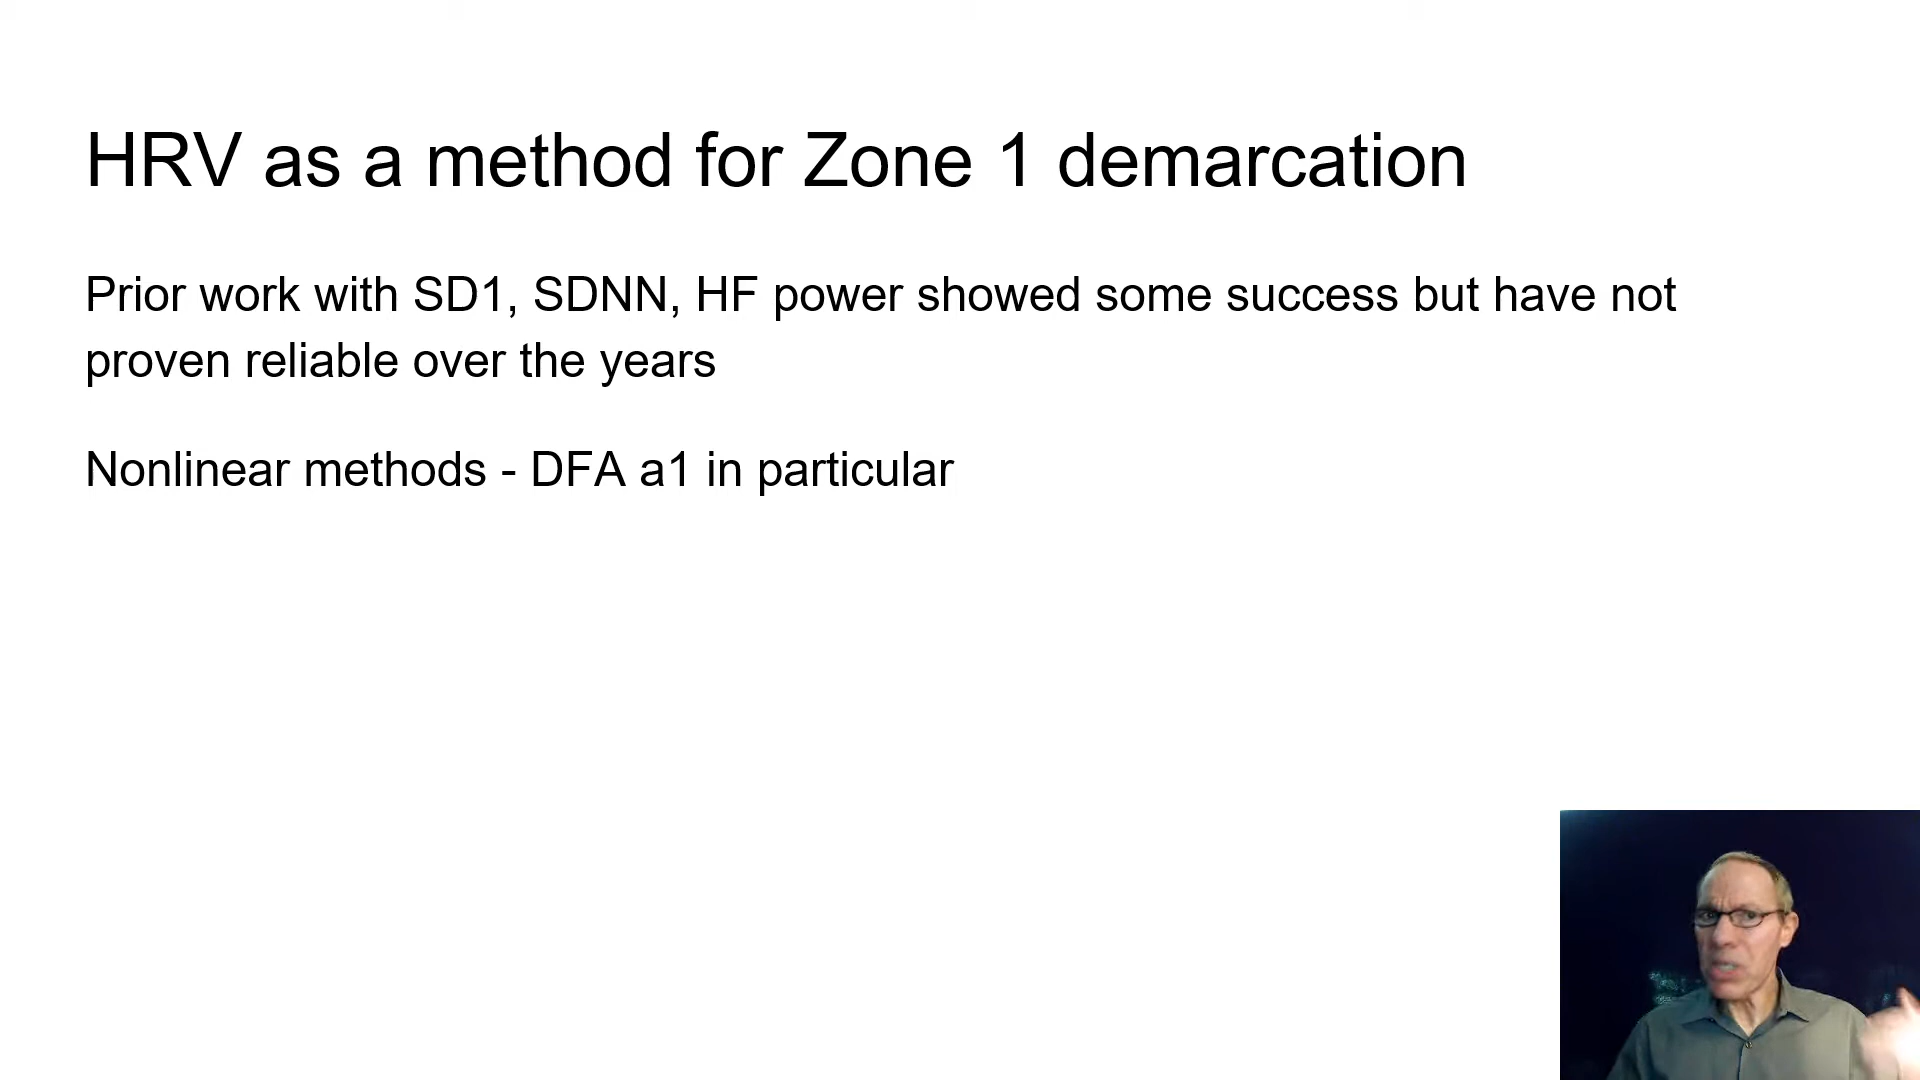 HRV as a method for Zone 1 demarcation
Prior work with SD1, SDNN, HF power showed some success but have not
proven reliable over the years
Nonlinear methods - DFA a1 in particular